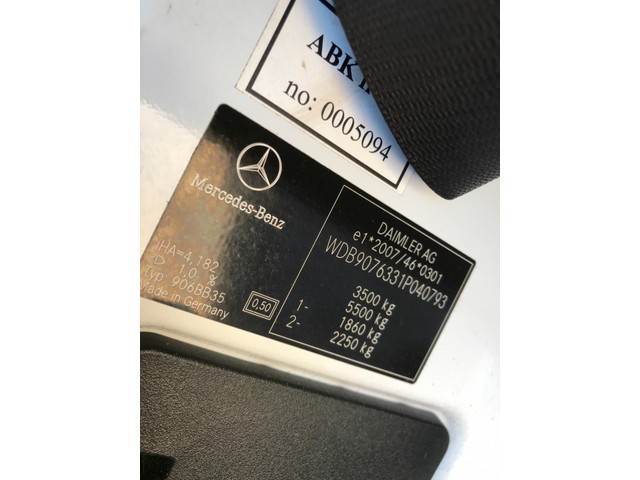 ABK
no: 0005094
Mercedes-Benz
HA=4,182
1,0 %
Typ 906BB35
Made in Germany
0,50
DAIMLER AG
e1*2007/46*0301
WDB9076331P040793
3500 kg
1- 5500 kg
2- 1860 kg
2250 kg